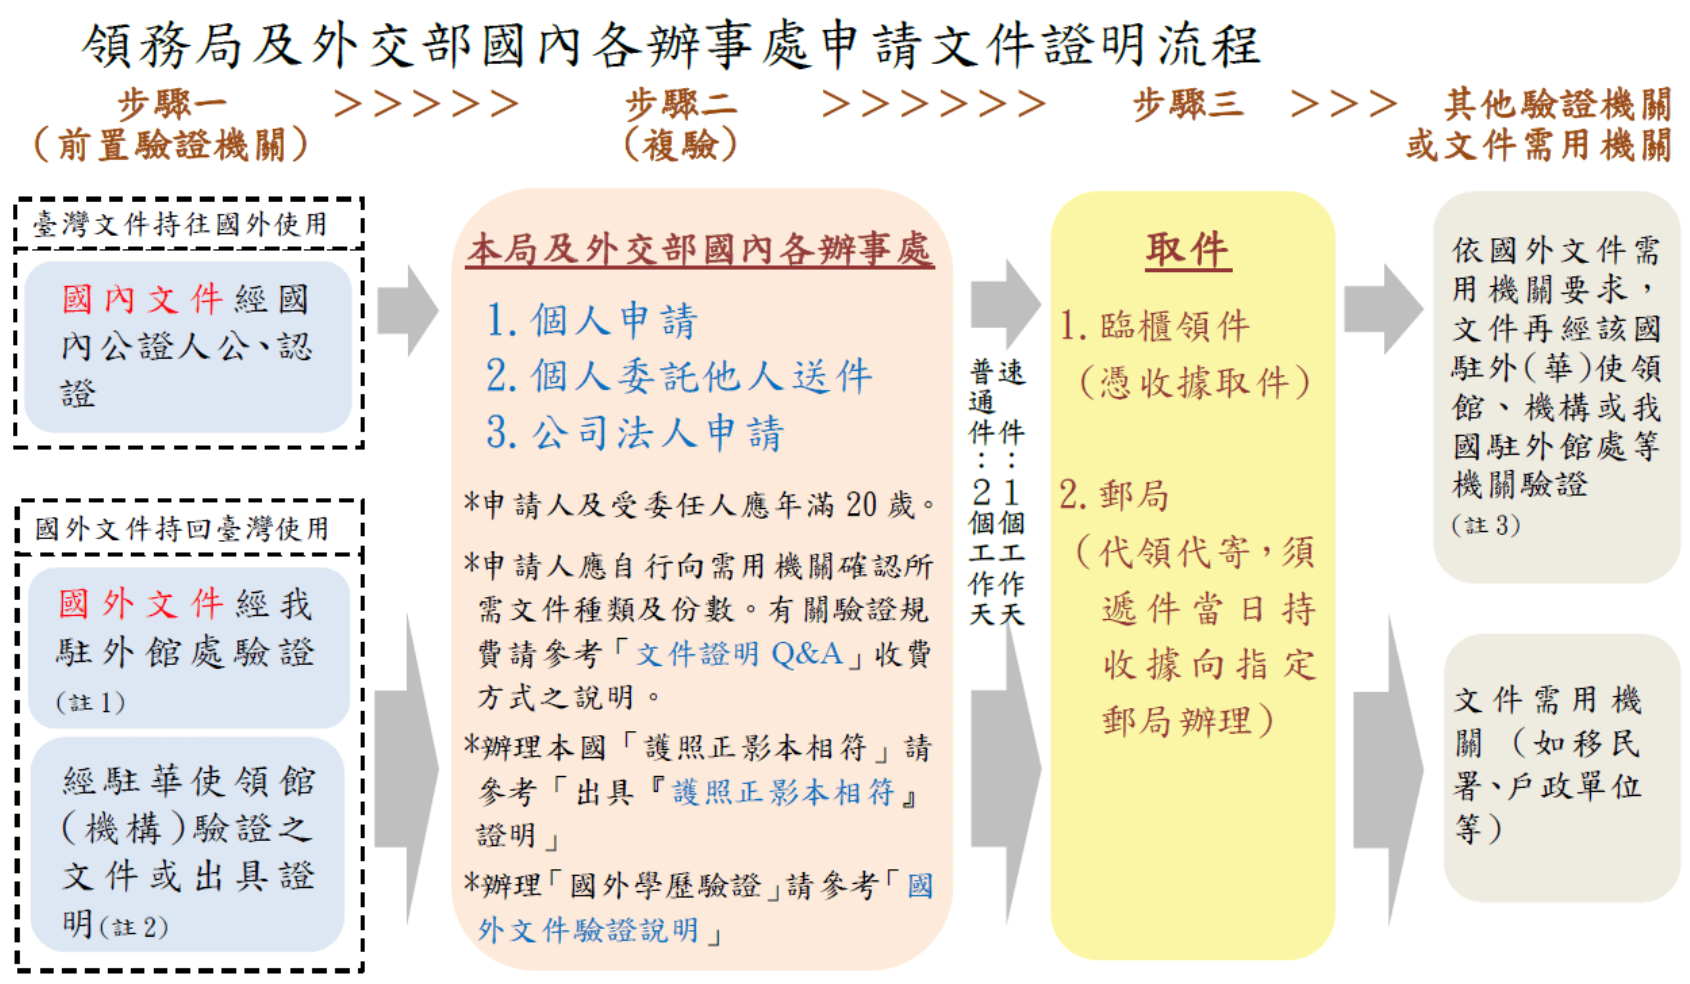 領務局及外交部國內各辦事處申請文件證明流程
步驟一
(前置驗證機關)
>>>>>
步驟二
(複驗)
>>>>>>
步驟三
>>>
其他驗證機關
或文件需用機關
臺灣文件持往國外使用
國內文件經國
內公證人公、認
證
國外文件持回臺灣使用
國外文件經我
駐外館處驗證
(註1)
經駐華使領館
(機構)驗證之
文件或出具證
明(註2)
本局及外交部國內各辦事處
1. 個人申請
2. 個人委託他人送件
3. 公司法人申請
*申請人及受委任人應年滿 20 歲。
*申請人應自行向需用機關確認所
需文件種類及份數。有關驗證規
費請參考「文件證明 Q&A」收費
方式之說明。
*辦理本國「護照正影本相符」請
參考「出具『護照正影本相符』
證明」
*辦理「國外學歷驗證」請參考「國
外文件驗證說明」
速件：1個工作天
普通件：2個工作天
取件
1. 臨櫃領件
(憑收據取件)
2. 郵局
(代領代寄，須
遞件當日持
收據向指定
郵局辦理)
依國外文件需
用機關要求，
文件再經該國
駐外(華)使領
館、機構或我
國駐外館處等
機關驗證
(註3)
文件需用機
關（如移民
署、戶政單位
等）